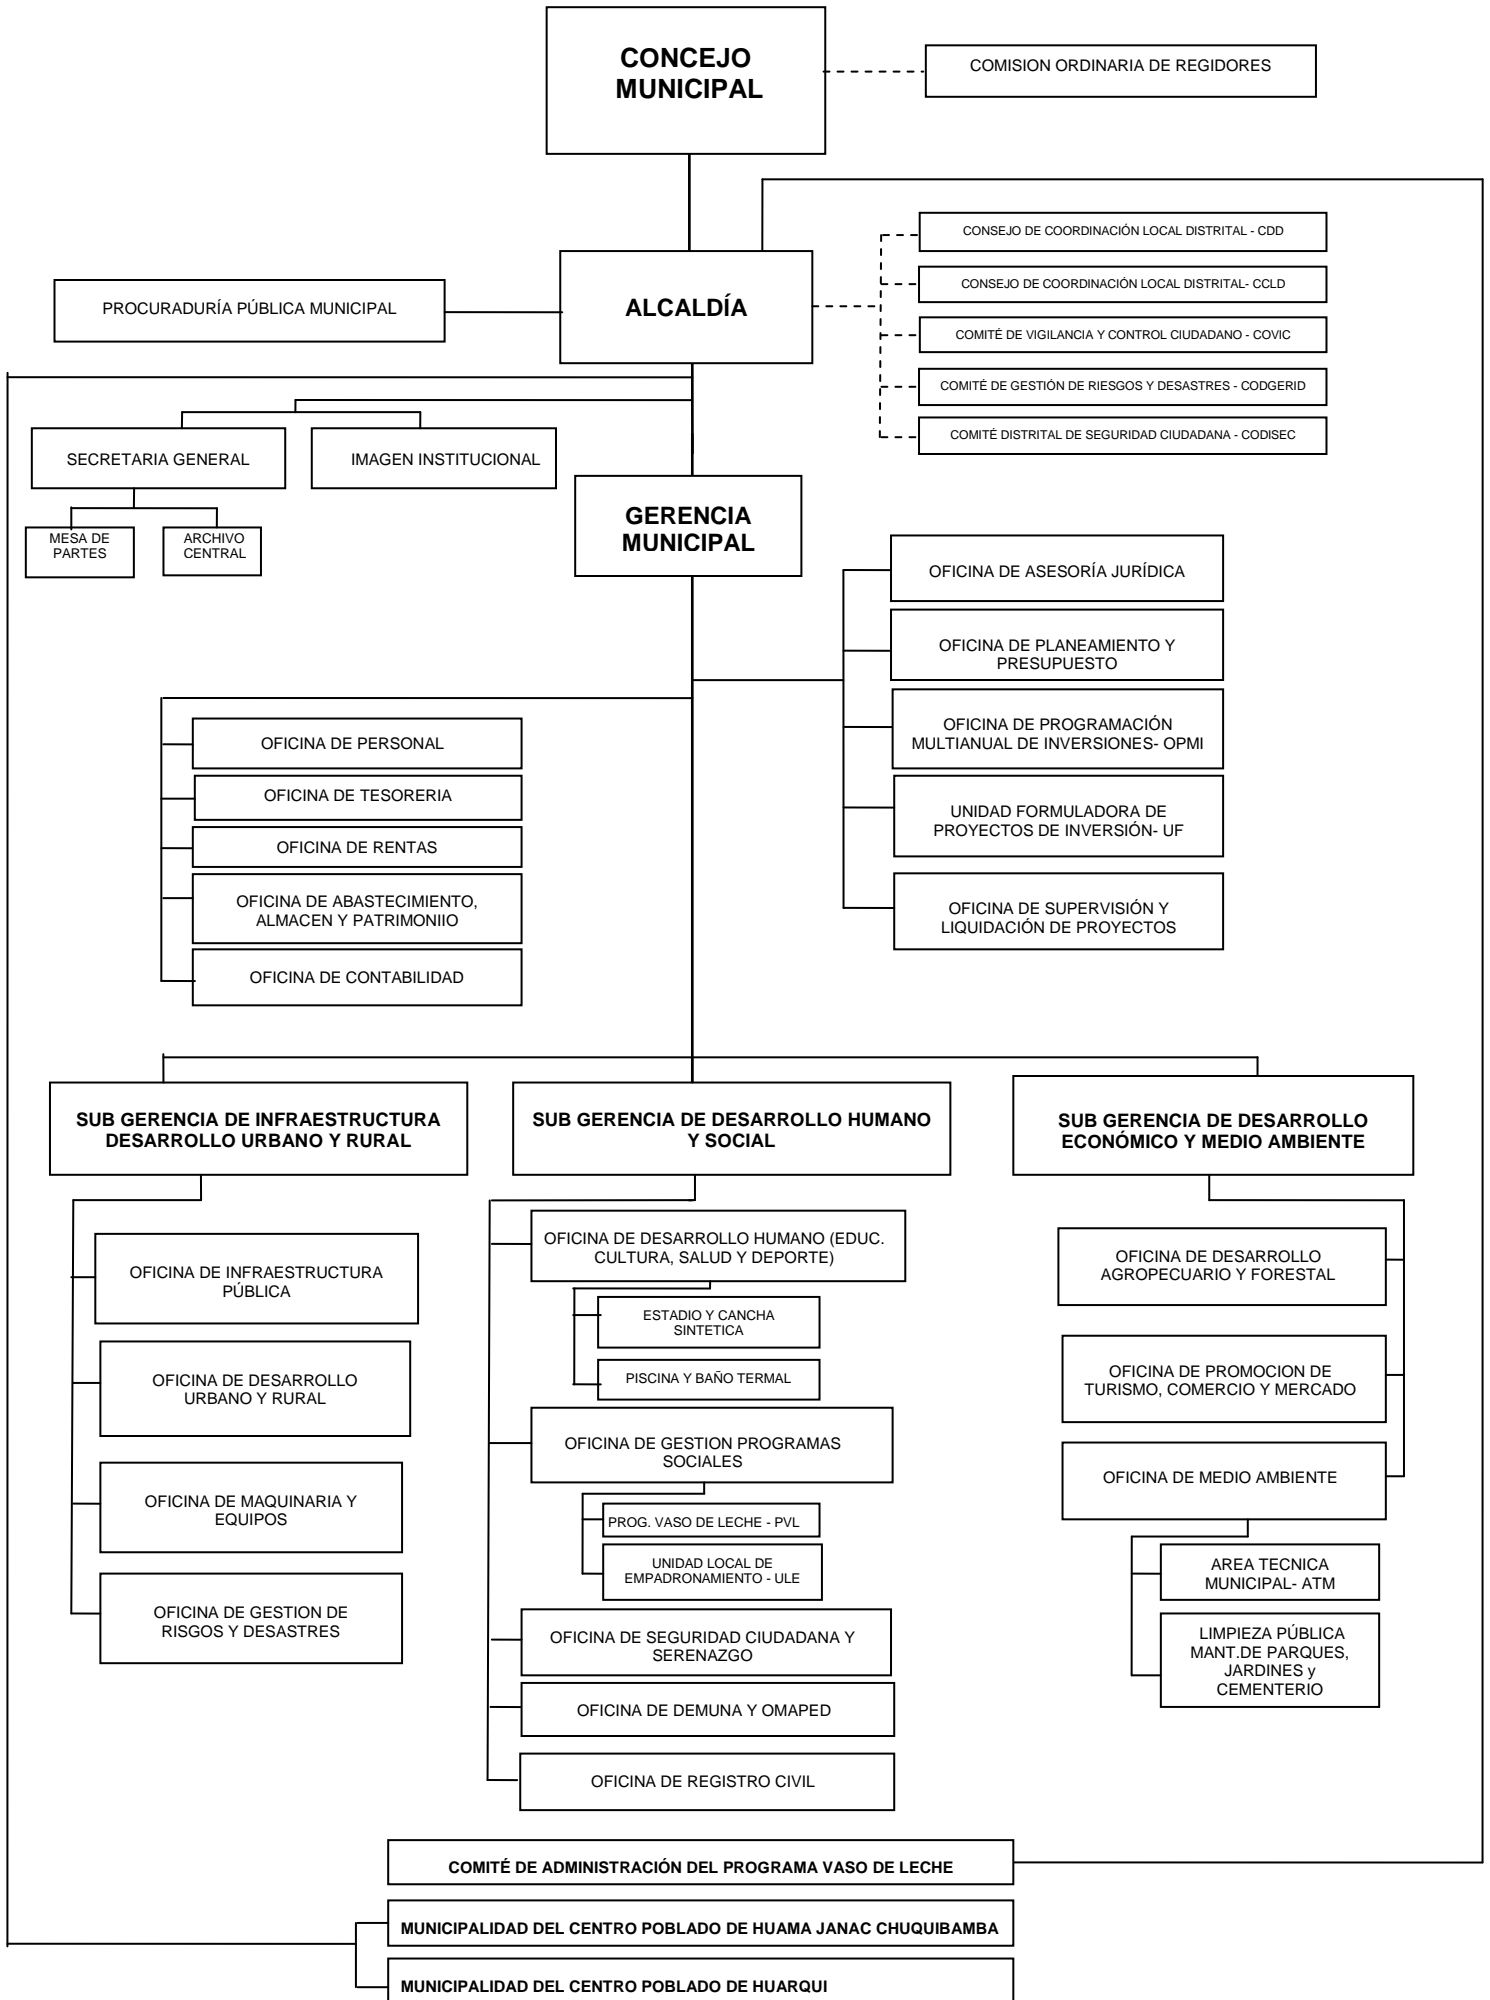 CONCEJO
MUNICIPAL
COMISION ORDINARIA DE REGIDORES
CONSEJO DE COORDINACIÓN LOCAL DISTRITAL - CDD
CONSEJO DE COORDINACIÓN LOCAL DISTRITAL- CCLD
COMITÉ DE VIGILANCIA Y CONTROL CIUDADANO - COVIC
COMITÉ DE GESTIÓN DE RIESGOS Y DESASTRES - CODGERID
COMITÉ DISTRITAL DE SEGURIDAD CIUDADANA - CODISEC
ALCALDÍA
PROCURADURÍA PÚBLICA MUNICIPAL
SECRETARIA GENERAL
IMAGEN INSTITUCIONAL
MESA DE
PARTES
ARCHIVO
CENTRAL
GERENCIA
MUNICIPAL
OFICINA DE ASESORÍA JURÍDICA
OFICINA DE PLANEAMIENTO Y
PRESUPUESTO
OFICINA DE PROGRAMACIÓN
MULTIANUAL DE INVERSIONES- OPMI
UNIDAD FORMULADORA DE
PROYECTOS DE INVERSIÓN- UF
OFICINA DE SUPERVISIÓN Y
LIQUIDACIÓN DE PROYECTOS
OFICINA DE PERSONAL
OFICINA DE TESORERIA
OFICINA DE RENTAS
OFICINA DE ABASTECIMIENTO,
ALMACEN Y PATRIMONIIO
OFICINA DE CONTABILIDAD
SUB GERENCIA DE INFRAESTRUCTURA
DESARROLLO URBANO Y RURAL
OFICINA DE INFRAESTRUCTURA
PÚBLICA
OFICINA DE DESARROLLO
URBANO Y RURAL
OFICINA DE MAQUINARIA Y
EQUIPOS
OFICINA DE GESTION DE
RISGOS Y DESASTRES
SUB GERENCIA DE DESARROLLO HUMANO
Y SOCIAL
OFICINA DE DESARROLLO HUMANO (EDUC.
CULTURA, SALUD Y DEPORTE)
ESTADIO Y CANCHA
SINTETICA
PISCINA Y BAÑO TERMAL
OFICINA DE GESTION PROGRAMAS
SOCIALES
PROG. VASO DE LECHE - PVL
UNIDAD LOCAL DE
EMPADRONAMIENTO - ULE
OFICINA DE SEGURIDAD CIUDADANA Y
SERENAZGO
OFICINA DE DEMUNA Y OMAPED
OFICINA DE REGISTRO CIVIL
SUB GERENCIA DE DESARROLLO
ECONÓMICO Y MEDIO AMBIENTE
OFICINA DE DESARROLLO
AGROPECUARIO Y FORESTAL
OFICINA DE PROMOCION DE
TURISMO, COMERCIO Y MERCADO
OFICINA DE MEDIO AMBIENTE
AREA TECNICA
MUNICIPAL- ATM
LIMPIEZA PÚBLICA
MANT.DE PARQUES,
JARDINES y
CEMENTERIO
COMITÉ DE ADMINISTRACIÓN DEL PROGRAMA VASO DE LECHE
MUNICIPALIDAD DEL CENTRO POBLADO DE HUAMA JANAC CHUQUIBAMBA
MUNICIPALIDAD DEL CENTRO POBLADO DE HUARQUI